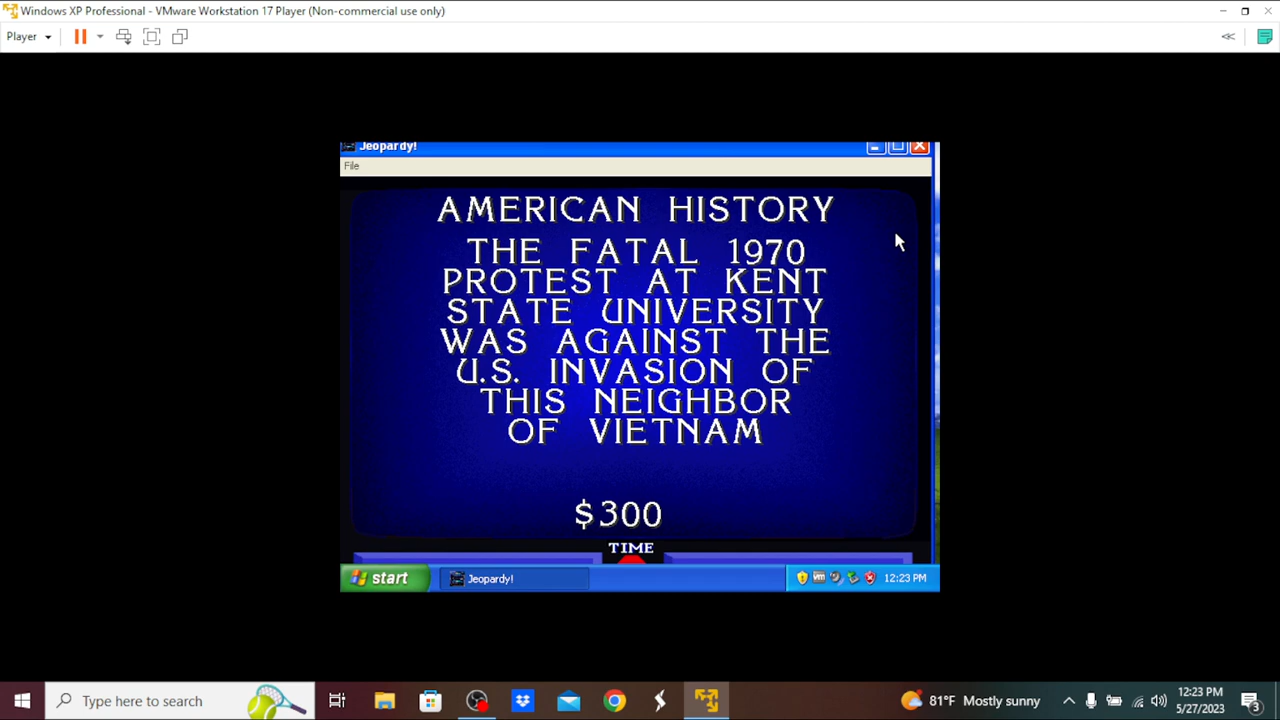 Windows XP Professional - VMware Workstation 17 Player (Non-commercial use only)
Player
Jeopardy!
File
AMERICAN HISTORY
THE FATAL 1970
PROTEST AT KENT
STATE UNIVERSITY
WAS AGAINST THE
U.S. INVASION OF
THIS NEIGHBOR
OF VIETNAM
$300
TIME
start
Jeopardy!
vm
12:23 PM
Type here to search
81°F Mostly sunny
12:23 PM
5/27/2023
3